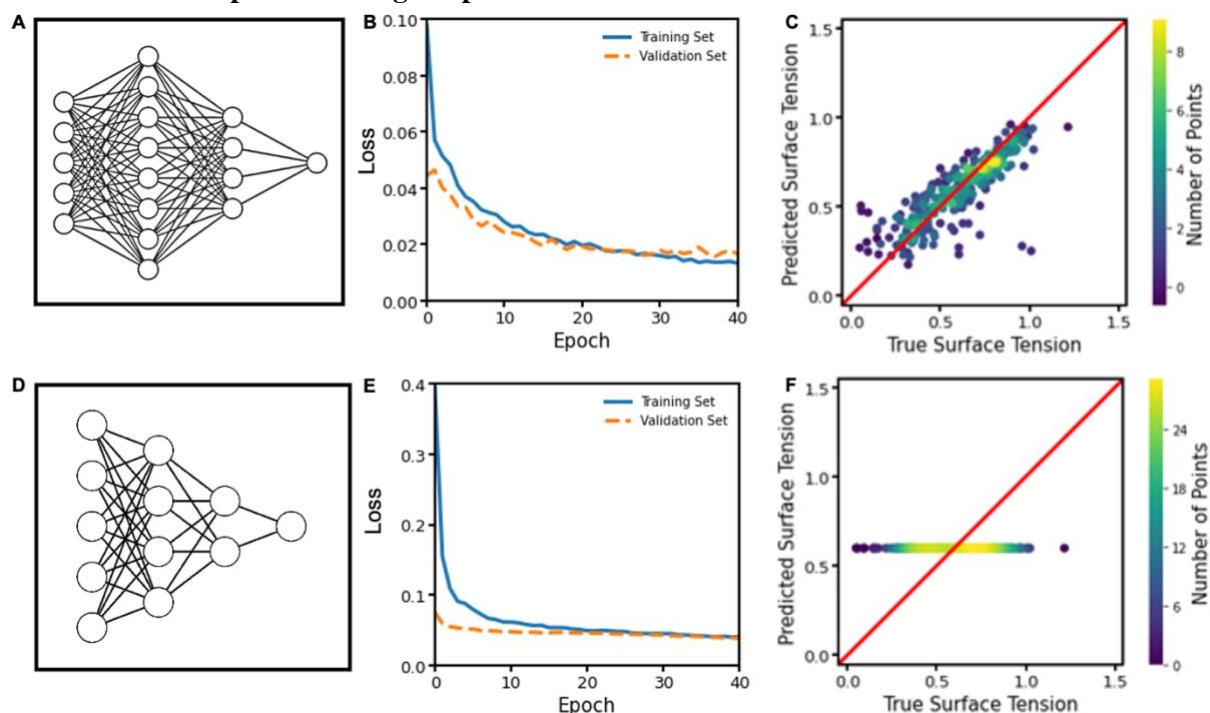 A
B
0.10
0.08
0.06
0.04
0.02
0.00
Loss
Training Set
Validation Set
0
10
20
30
40
Epoch
C
1.5
1.0
0.5
0.0
Predicted Surface Tension
0.0
0.5
1.0
1.5
True Surface Tension
8
6
4
2
0
Number of Points
D
E
0.4
0.3
0.2
0.1
0.0
Loss
Training Set
Validation Set
0
10
20
30
40
Epoch
F
1.5
1.0
0.5
0.0
Predicted Surface Tension
0.0
0.5
1.0
1.5
True Surface Tension
24
18
12
6
0
Number of Points